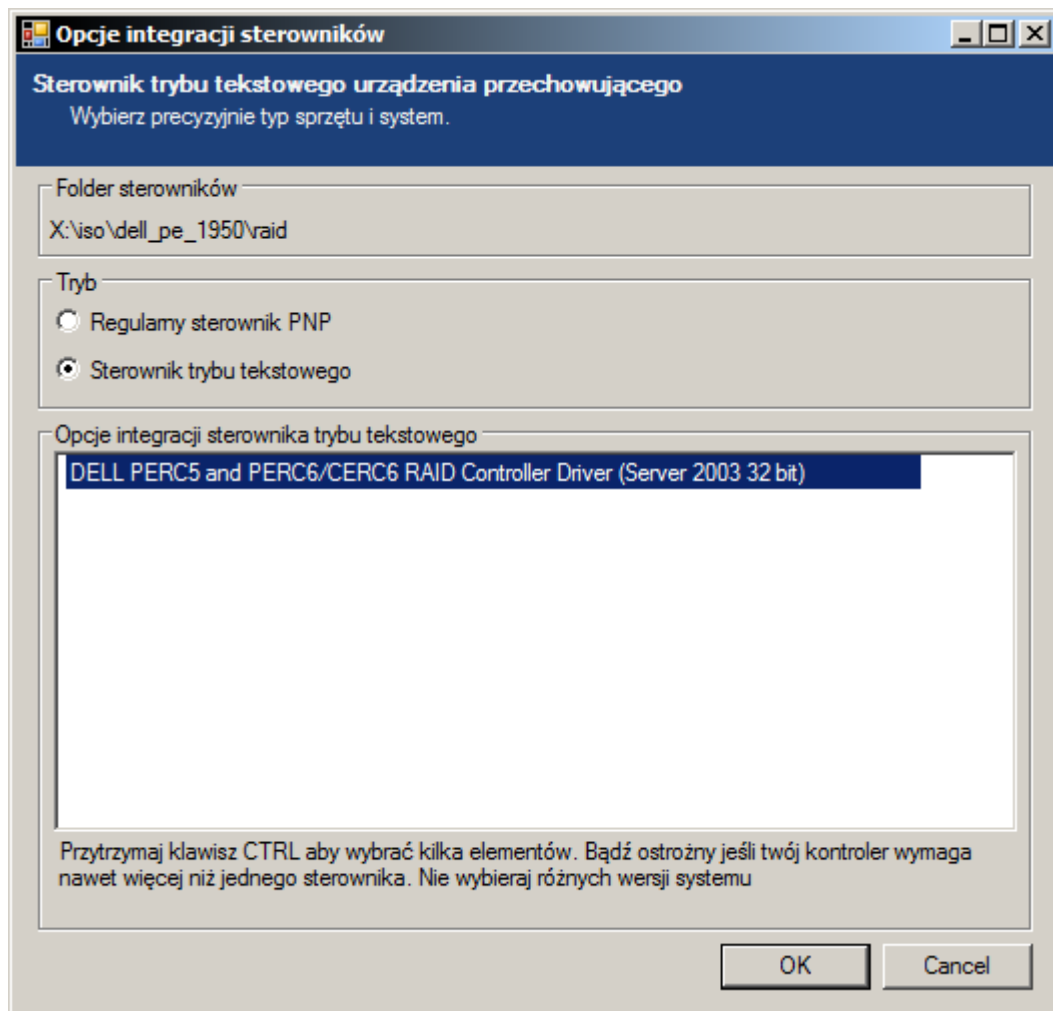 Opcje integracji sterowników
Sterownik trybu tekstowego urządzenia przechowującego
Wybierz precyzyjnie typ sprzętu i system.
Folder sterowników
X:\iso\dell_pe_1950\raid
Tryb
Regularny sterownik PNP
Sterownik trybu tekstowego
Opcje integracji sterownika trybu tekstowego
DELL PERC5 and PERC6/CERC6 RAID Controller Driver (Server 2003 32 bit)
Przytrzymaj klawisz CTRL aby wybrać kilka elementów. Bądź ostrożny jeśli twój kontroler wymaga
nawet więcej niż jednego sterownika. Nie wybieraj różnych wersji systemu
OK
Cancel